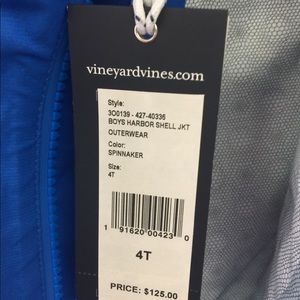 vineyardvines.com
Style:
3O0139 - 427-40336
BOYS HARBOR SHELL JKT
OUTERWEAR
Color:
SPINNAKER
Size:
4T
1 91620 00423 0
4T
PRICE: $125.00